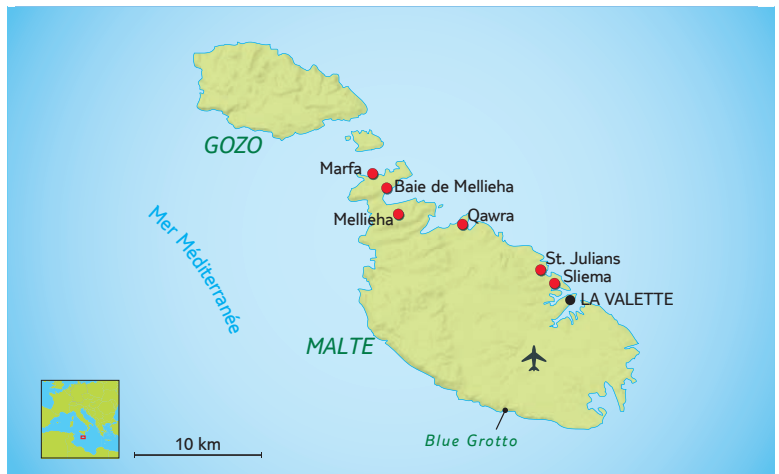 GOZO
Marfa
Baie de Mellieha
Mellieha
Qawra
Mer Méditerranée
St. Julians
Sliema
LA VALETTE
MALTE
Blue Grotto
10 km